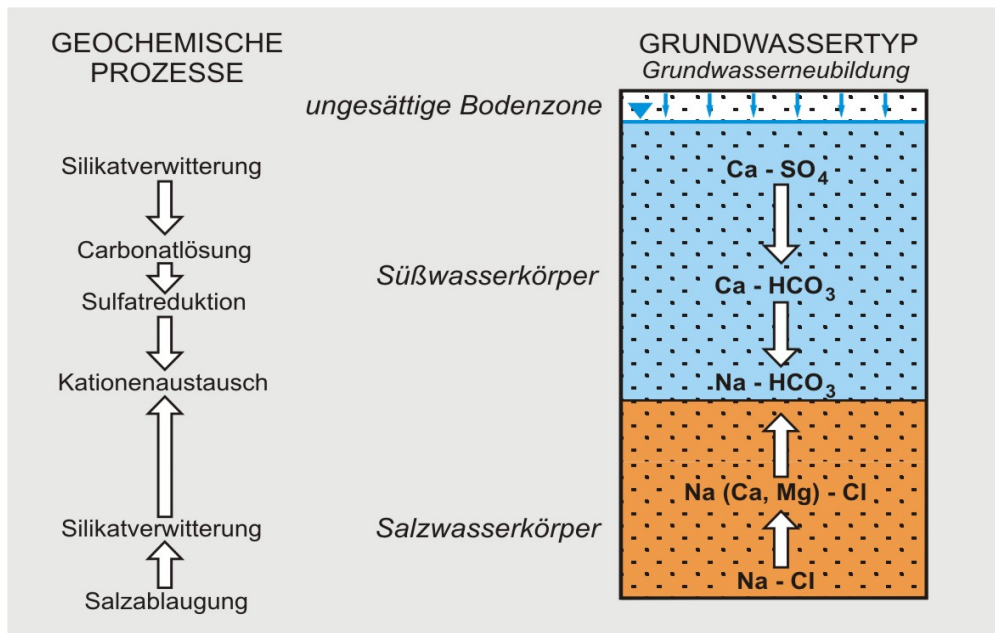 GEOCHEMISCHE
PROZESSE
Silikatverwitterung
Carbonatlösung
Sulfatreduktion
Kationenaustausch
Silikatverwitterung
Salzablaugung
ungesättige Bodenzone
Süßwasserkörper
Salzwasserkörper
GRUNDWASSERTYP
Grundwasserneubildung
Ca - SO₄
Ca - HCO₃
Na - HCO₃
Na (Ca, Mg) - Cl
Na - Cl